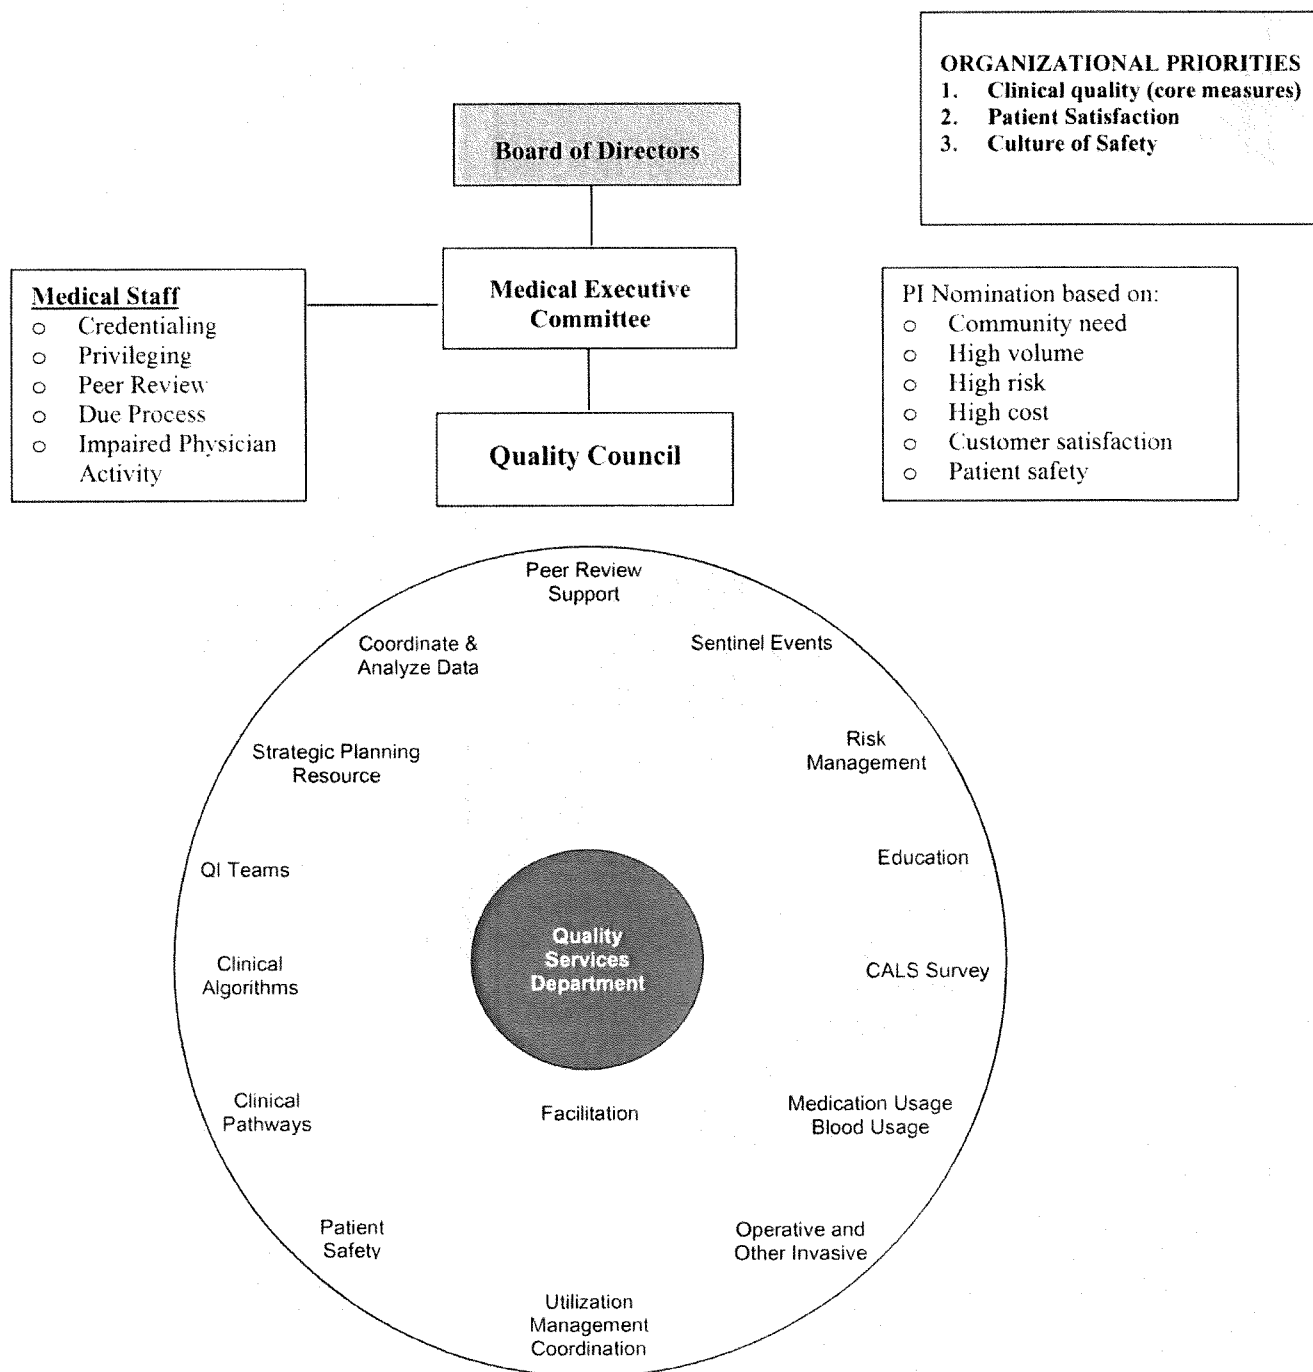 ORGANIZATIONAL PRIORITIES
1. Clinical quality (core measures)
2. Patient Satisfaction
3. Culture of Safety
Board of Directors
Medical Executive
Committee
Medical Staff
o Credentialing
o Privileging
o Peer Review
o Due Process
o Impaired Physician
Activity
PI Nomination based on:
o Community need
o High volume
o High risk
o High cost
o Customer satisfaction
o Patient safety
Quality Council
Peer Review
Support
Coordinate &
Analyze Data
Sentinel Events
Strategic Planning
Resource
Risk
Management
QI Teams
Education
Quality
Services
Department
Clinical
Algorithms
CALS Survey
Clinical
Pathways
Facilitation
Medication Usage
Blood Usage
Patient
Safety
Operative and
Other Invasive
Utilization
Management
Coordination